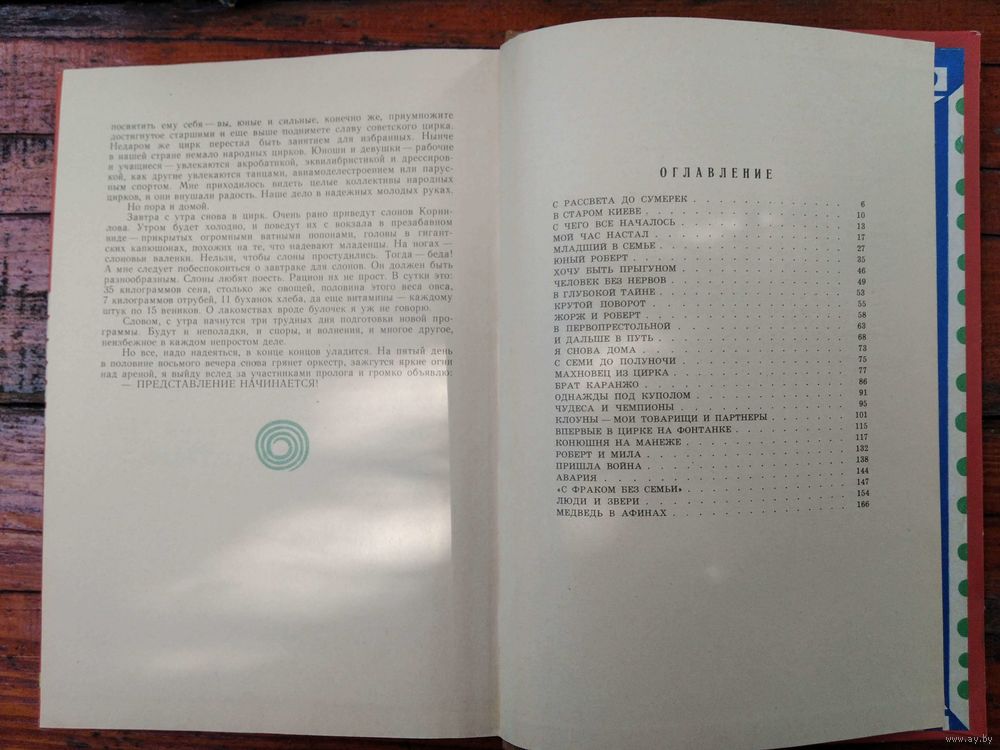 посвятить ему себя — вы, юные и сильные, конечно же, приумножите
достигнутое старшими и еще выше поднимете славу советского цирка.
Недаром же цирк перестал быть занятием для избранных. Нынче
в нашей стране немало народных цирков. Юноши и девушки — рабочие
и учащиеся — увлекаются акробатикой, эквилибристикой и дрессиров-
кой, как другие увлекаются танцами, авиамоделестроением или парус-
ным спортом. Мне приходилось видеть целые коллективы народных
цирков, и они внушали радость. Наше дело в надежных молодых руках.
Но пора и домой.
Завтра с утра снова в цирк. Очень рано приведут слонов Корни-
лова. Утром будет холодно, и поведут их с вокзала в презабавном
виде — прикрытых огромными ватными попонами, головы в гигант-
ских капюшонах, похожих на те, что надевают младенцы. На ногах —
слоновьи валенки. Нельзя, чтобы слоны простудились. Тогда — беда!
А мне следует побеспокоиться о завтраке для слонов. Он должен быть
разнообразным. Слоны любят поесть. Рацион их не прост. В сутки это:
35 килограммов сена, столько же овощей, половина этого веса овса,
7 килограммов отрубей, 11 буханок хлеба, да еще витамины — каждому
штук по 15 веников. О лакомствах вроде булочек я уж не говорю.
Словом, с утра начнутся три трудных дня подготовки новой про-
граммы. Будут и неполадки, и споры, и волнения, и многое другое,
неизбежное в каждом непростом деле.
Но все, надо надеяться, в конце концов уладится. На пятый день
в половине восьмого вечера снова грянет оркестр, зажгутся яркие огни
над ареной, я выйду вслед за участниками пролога и громко объявлю:
— ПРЕДСТАВЛЕНИЕ НАЧИНАЕТСЯ!
ОГЛАВЛЕНИЕ
С РАССВЕТА ДО СУМЕРЕК . . . 6
В СТАРОМ КИЕВЕ . . . 10
С ЧЕГО ВСЕ НАЧАЛОСЬ . . . 13
МОЙ ЧАС НАСТАЛ . . . 17
МЛАДШИЙ В СЕМЬЕ . . . 27
ЮНЫЙ РОБЕРТ . . . 35
ХОЧУ БЫТЬ ПРЫГУНОМ . . . 46
ЧЕЛОВЕК БЕЗ НЕРВОВ . . . 49
В ГЛУБОКОЙ ТАЙНЕ . . . 53
КРУТОЙ ПОВОРОТ . . . 55
ЖОРЖ И РОБЕРТ . . . 58
В ПЕРВОПРЕСТОЛЬНОЙ . . . 63
И ДАЛЬШЕ В ПУТЬ . . . 68
Я СНОВА ДОМА . . . 73
С СЕМИ ДО ПОЛУНОЧИ . . . 75
МАХНОВЕЦ ИЗ ЦИРКА . . . 77
БРАТ КАРАНЖО . . . 86
ОДНАЖДЫ ПОД КУПОЛОМ . . . 91
ЧУДЕСА И ЧЕМПИОНЫ . . . 95
КЛОУНЫ — МОИ ТОВАРИЩИ И ПАРТНЕРЫ . . . 101
ВПЕРВЫЕ В ЦИРКЕ НА ФОНТАНКЕ . . . 115
КОНЮШНЯ НА МАНЕЖЕ . . . 117
РОБЕРТ И МИЛА . . . 132
ПРИШЛА ВОЙНА . . . 138
АВАРИЯ . . . 144
«С ФРАКОМ БЕЗ СЕМЬИ» . . . 147
ЛЮДИ И ЗВЕРИ . . . 154
МЕДВЕДЬ В АФИНАХ . . . 166
www.ay.by